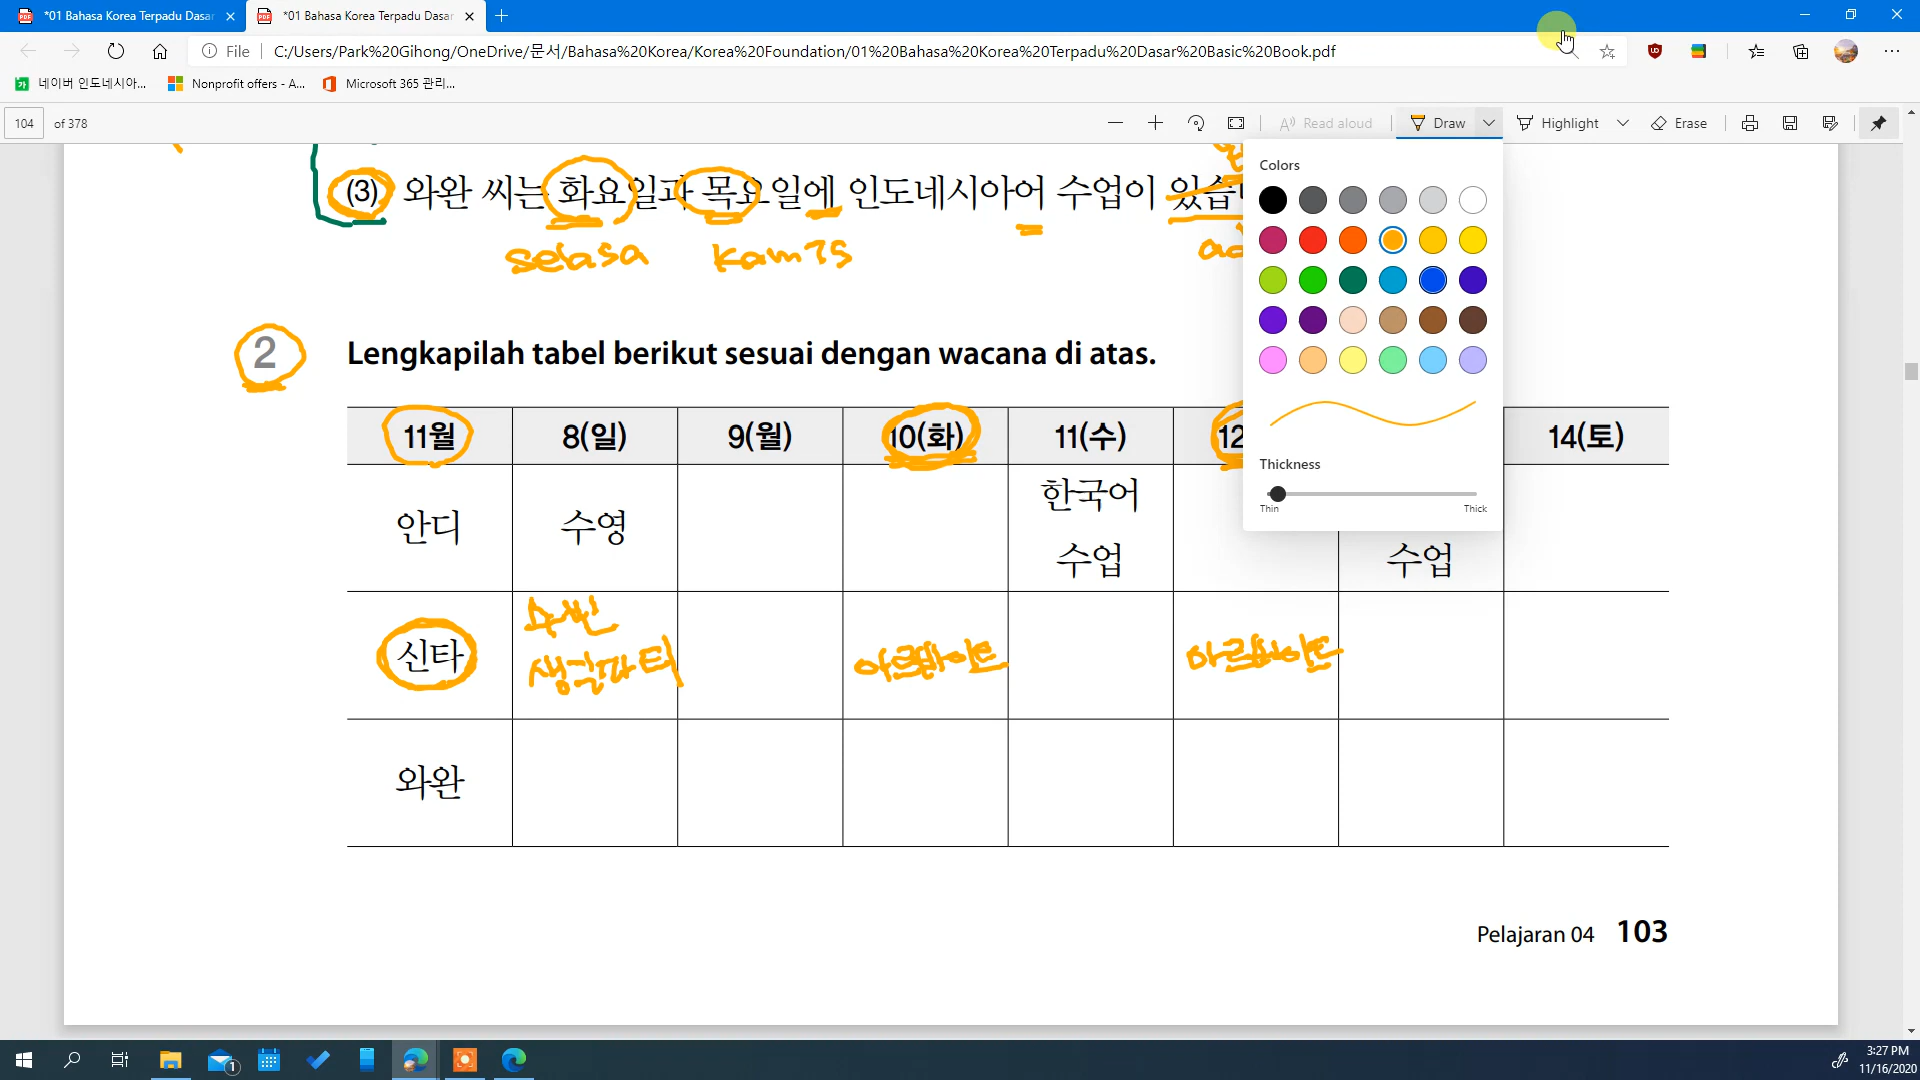 *01 Bahasa Korea Terpadu Dasar
*01 Bahasa Korea Terpadu Dasar
File
C:/Users/Park%20Gihong/OneDrive/문서/Bahasa%20Korea/Korea%20Foundation/01%20Bahasa%20Korea%20Terpadu%20Dasar%20Basic%20Book.pdf
네이버 인도네시아...
Nonprofit offers - A...
Microsoft 365 관리...
104 of 378
Read aloud
Draw
Highlight
Erase
(3) 와완 씨는 화요일과 목요일에 인도네시아어 수업이 있습
selasa kamis
Colors
Thickness
Thin Thick
2 Lengkapilah tabel berikut sesuai dengan wacana di atas.
11월 8(일) 9(월) 10(화) 11(수) 12 14(토)
안디 수영 한국어 수업 수업
신타 수빈 생일파티 아르바이트 아르바이트
와완
Pelajaran 04 103
1
3:27 PM
11/16/2020